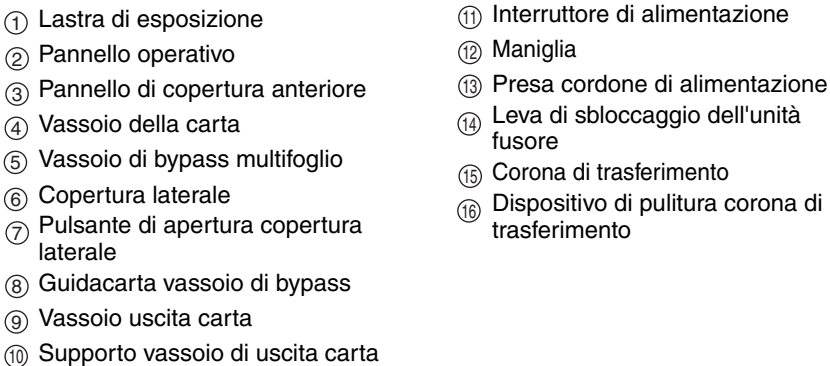 ① Lastra di esposizione
② Pannello operativo
③ Pannello di copertura anteriore
④ Vassoio della carta
⑤ Vassoio di bypass multifoglio
⑥ Copertura laterale
⑦ Pulsante di apertura copertura
laterale
⑧ Guidacarta vassoio di bypass
⑨ Vassoio uscita carta
⑩ Supporto vassoio di uscita carta
⑪ Interruttore di alimentazione
⑫ Maniglia
⑬ Presa cordone di alimentazione
⑭ Leva di sbloccaggio dell'unità
fusore
⑮ Corona di trasferimento
⑯ Dispositivo di pulitura corona di
trasferimento